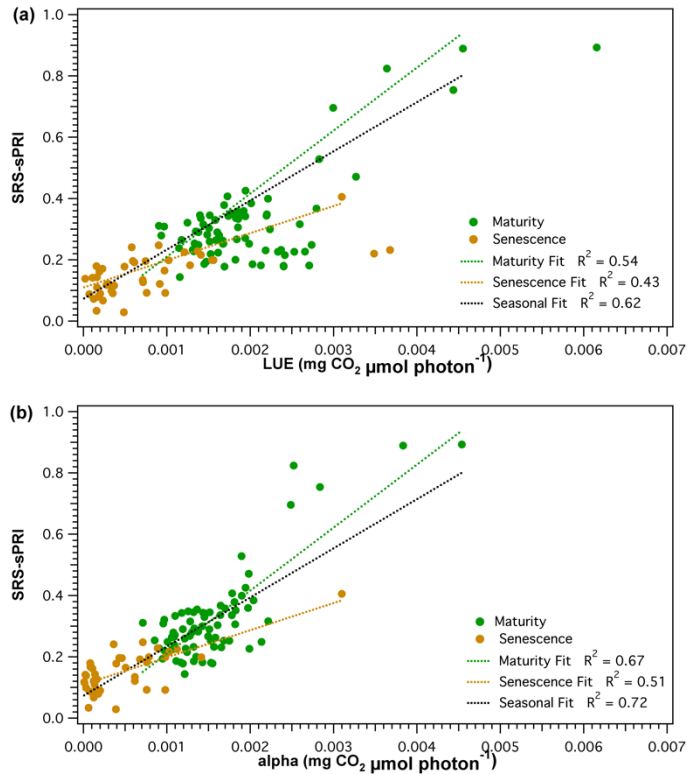 (a)
1.0
0.8
0.6
0.4
0.2
0.0
SRS-sPRI
Maturity
Senescence
Maturity Fit R² = 0.54
Senescence Fit R² = 0.43
Seasonal Fit R² = 0.62
0.000 0.001 0.002 0.003 0.004 0.005 0.006 0.007
LUE (mg CO₂ μmol photon⁻¹)
(b)
1.0
0.8
0.6
0.4
0.2
0.0
SRS-sPRI
Maturity
Senescence
Maturity Fit R² = 0.67
Senescence Fit R² = 0.51
Seasonal Fit R² = 0.72
0.000 0.001 0.002 0.003 0.004 0.005 0.006 0.007
alpha (mg CO₂ μmol photon⁻¹)